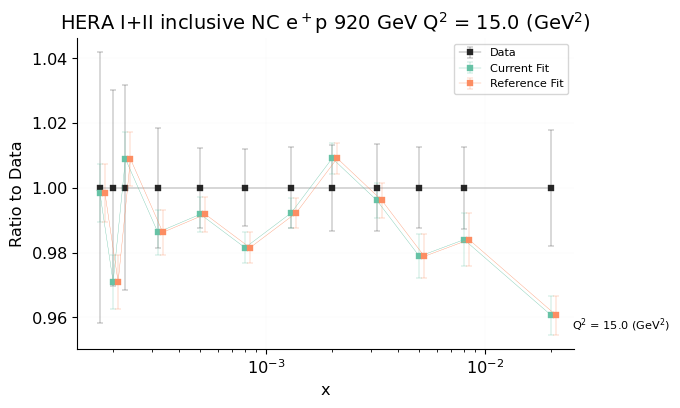 HERA I+II inclusive NC e⁺p 920 GeV Q² = 15.0 (GeV²)
Data
Current Fit
Reference Fit
Ratio to Data
1.04
1.02
1.00
0.98
0.96
Q² = 15.0 (GeV²)
10⁻³
10⁻²
x